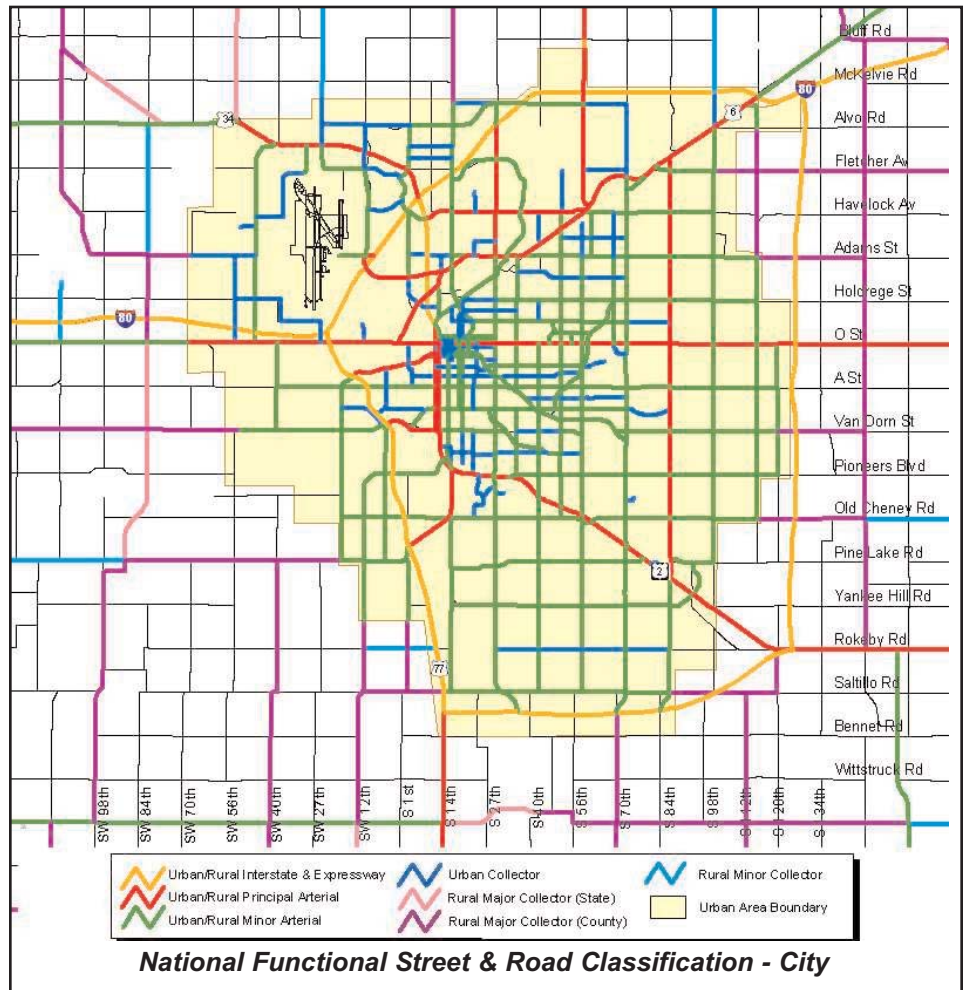 Bluff Rd
McKelvie Rd
80
6
34
Alvo Rd
Fletcher Av
Havelock Av
Adams St
Holdrege St
80
O St
A St
Van Dorn St
Pioneers Blvd
Old Cheney Rd
Pine Lake Rd
2
Yankee Hill Rd
Rokeby Rd
77
Saltillo Rd
Bennet Rd
Wittstruck Rd
SW 98th
SW 84th
SW 70th
SW 56th
SW 40th
SW 27th
SW 12th
S 1st
S 14th
S 27th
S 40th
S 56th
S 70th
S 84th
S 98th
S 112th
S 120th
S 134th
Urban/Rural Interstate & Expressway
Urban/Rural Principal Arterial
Urban/Rural Minor Arterial
Urban Collector
Rural Major Collector (State)
Rural Major Collector (County)
Rural Minor Collector
Urban Area Boundary
National Functional Street & Road Classification - City